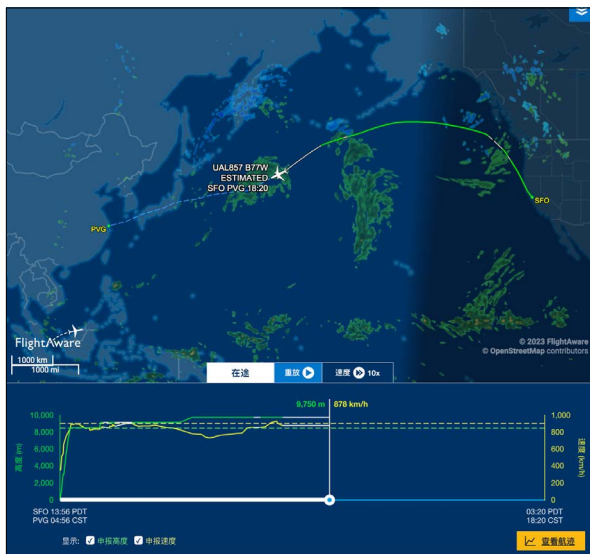 UAL857 B77W
ESTIMATED
SFO PVG 18:20
PVG
SFO
FlightAware
1000 km
1000 mi
© 2023 FlightAware
© OpenStreetMap contributors
在途
重放
速度 10x
9,750 m 878 km/h
10,000
8,000
6,000
4,000
2,000
0
高度 (m)
1,000
800
600
400
200
0
速度 (km/h)
SFO 13:56 PDT
PVG 04:56 CST
03:20 PDT
18:20 CST
显示: 申报高度 申报速度
查看航迹